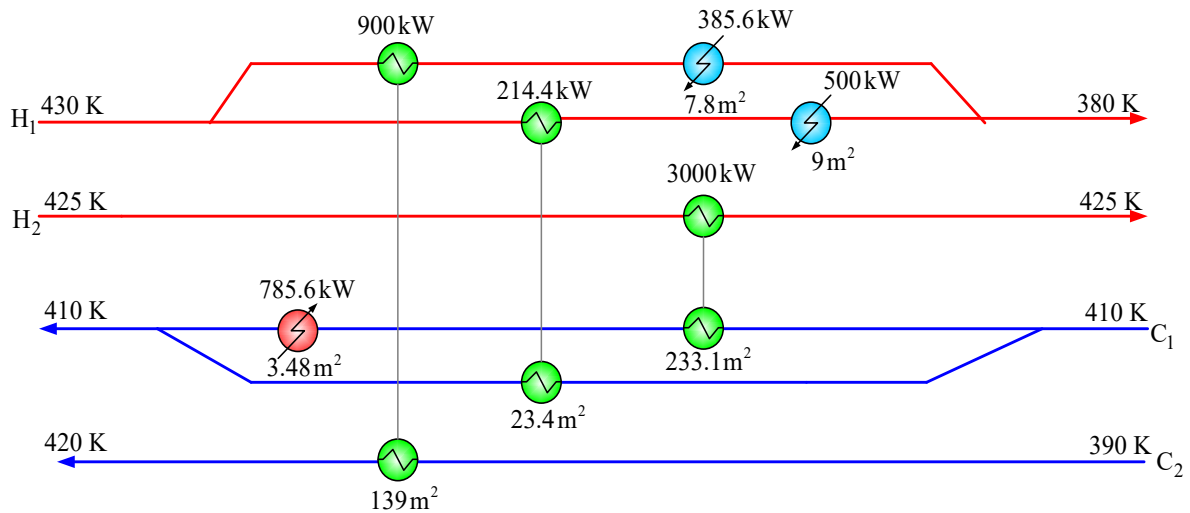 900kW
385.6kW
430 K
214.4kW
7.8m²
500kW
380 K
H₁
9m²
3000kW
425 K
425 K
H₂
785.6kW
410 K
410 K
C₁
3.48m²
233.1m²
23.4m²
420 K
390 K
C₂
139m²